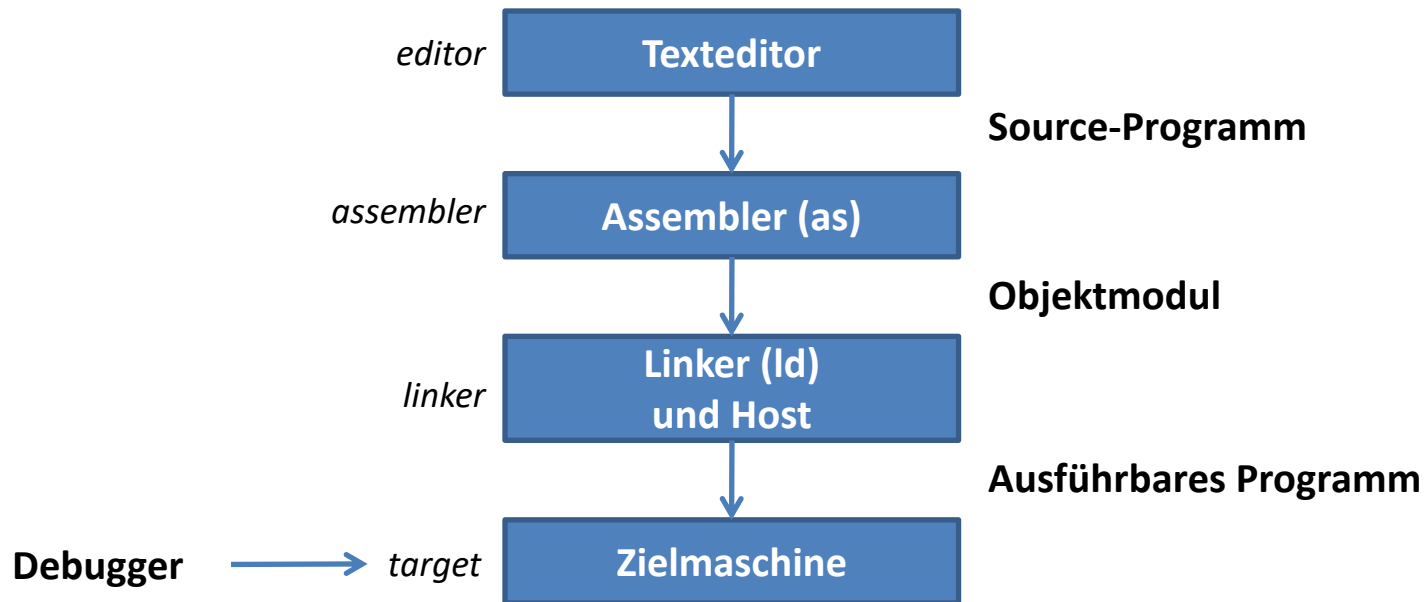 editor
Texteditor
Source-Programm
assembler
Assembler (as)
Objektmodul
linker
Linker (ld)
und Host
Ausführbares Programm
Debugger
target
Zielmaschine